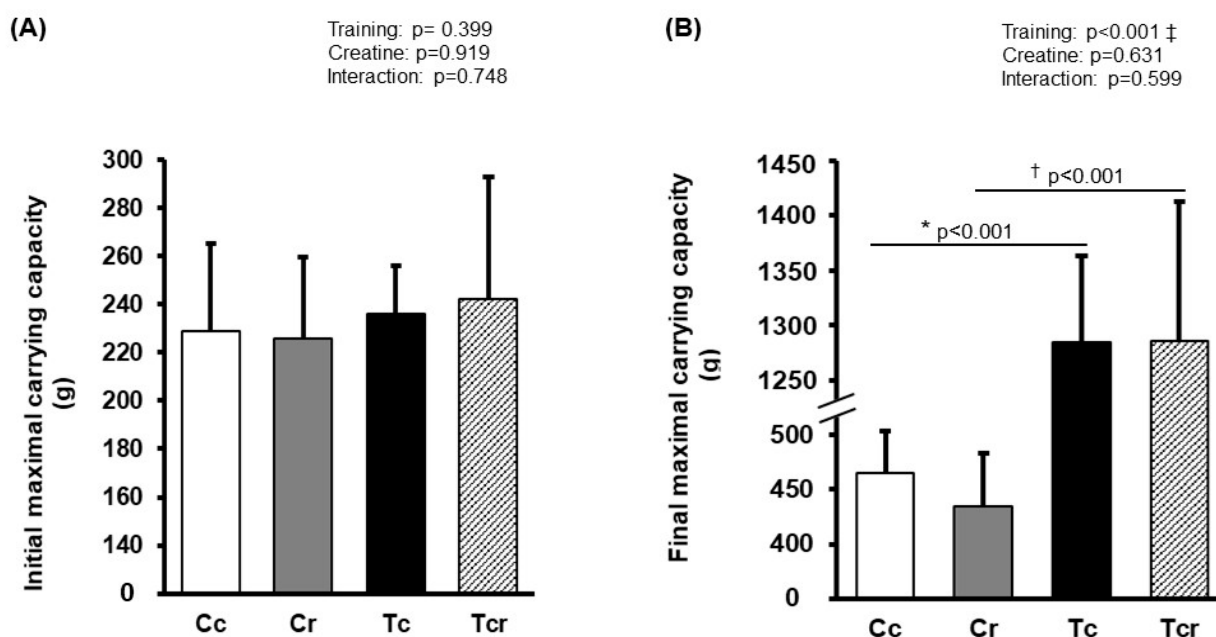 (A)
Training: p= 0.399
Creatine: p=0.919
Interaction: p=0.748
Initial maximal carrying capacity
(g)
300
280
260
240
220
200
180
160
140
0
Cc Cr Tc Tcr
(B)
Training: p<0.001 ‡
Creatine: p=0.631
Interaction: p=0.599
Final maximal carrying capacity
(g)
1450
1400
1350
1300
1250
500
450
400
0
* p<0.001
† p<0.001
Cc Cr Tc Tcr